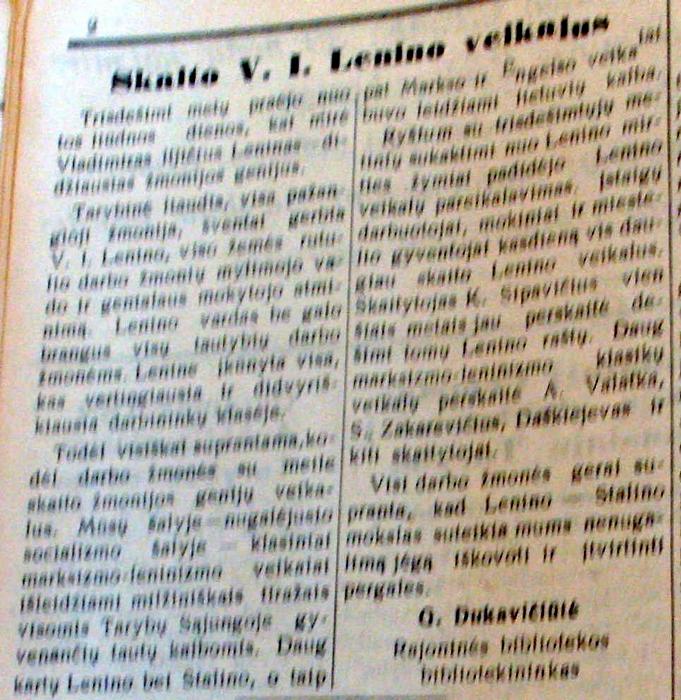 Skaito V. I. Lenino veikalus
Trisdešimt metų praėjo nuo
tos liūdnos dienos, kai mirė
Vladimiras Iljičius Leninas – di-
džiausias žmonijos genijus.
Tarybinė liaudis, visa pažan-
gioji žmonija, šventai gerbia
V. I. Lenino, viso žemės rutu-
lio darbo žmonių mylimojo va-
do ir genialaus mokytojo atmi-
nimą. Lenino vardas be galo
brangus visų tautybių darbo
žmonėms. Lenine įkūnyta visa,
kas vertingiausia ir didvyriš-
kiausia darbininkų klasėje.
Todėl visiškai suprantama, ko-
dėl darbo žmonės su meile
skaito žmonijos genijų veika-
lus. Mūsų šalyje – nugalėjusio
socializmo šalyje – klasiniai
marksizmo-leninizmo veikalai
išleidžiami milžiniškais tiražais
visomis Tarybų Sąjungoje gy-
venančių tautų kalbomis. Daug
kartų Lenino bei Stalino, o taip
pat Markso ir Engelso veikalai
buvo leidžiami lietuvių kalba.
Ryšium su trisdešimtųjų me-
tinių sukaktimi nuo Lenino mir-
ties žymiai padidėjo Lenino
veikalų pareikalavimas. Įstaigų
darbuotojai, mokiniai ir mieste-
lio gyventojai kasdieną vis dau-
giau skaito Lenino veikalus.
Skaitytojas K. Sipavičius vien
šiais metais jau perskaitė de-
šimt tomų Lenino raštų. Daug
marksizmo-leninizmo klasikų
veikalų perskaitė A. Valatka,
S. Zakarevičius, Daškiejevas ir
kiti skaitytojai.
Visi darbo žmonės gerai su-
pranta, kad Lenino – Stalino
mokslas suteikia mums nenuga-
limą jėgą iškovoti ir įtvirtinti
pergales.
G. Dukavičiūtė
Rajoninės bibliotekos
bibliotekininkas